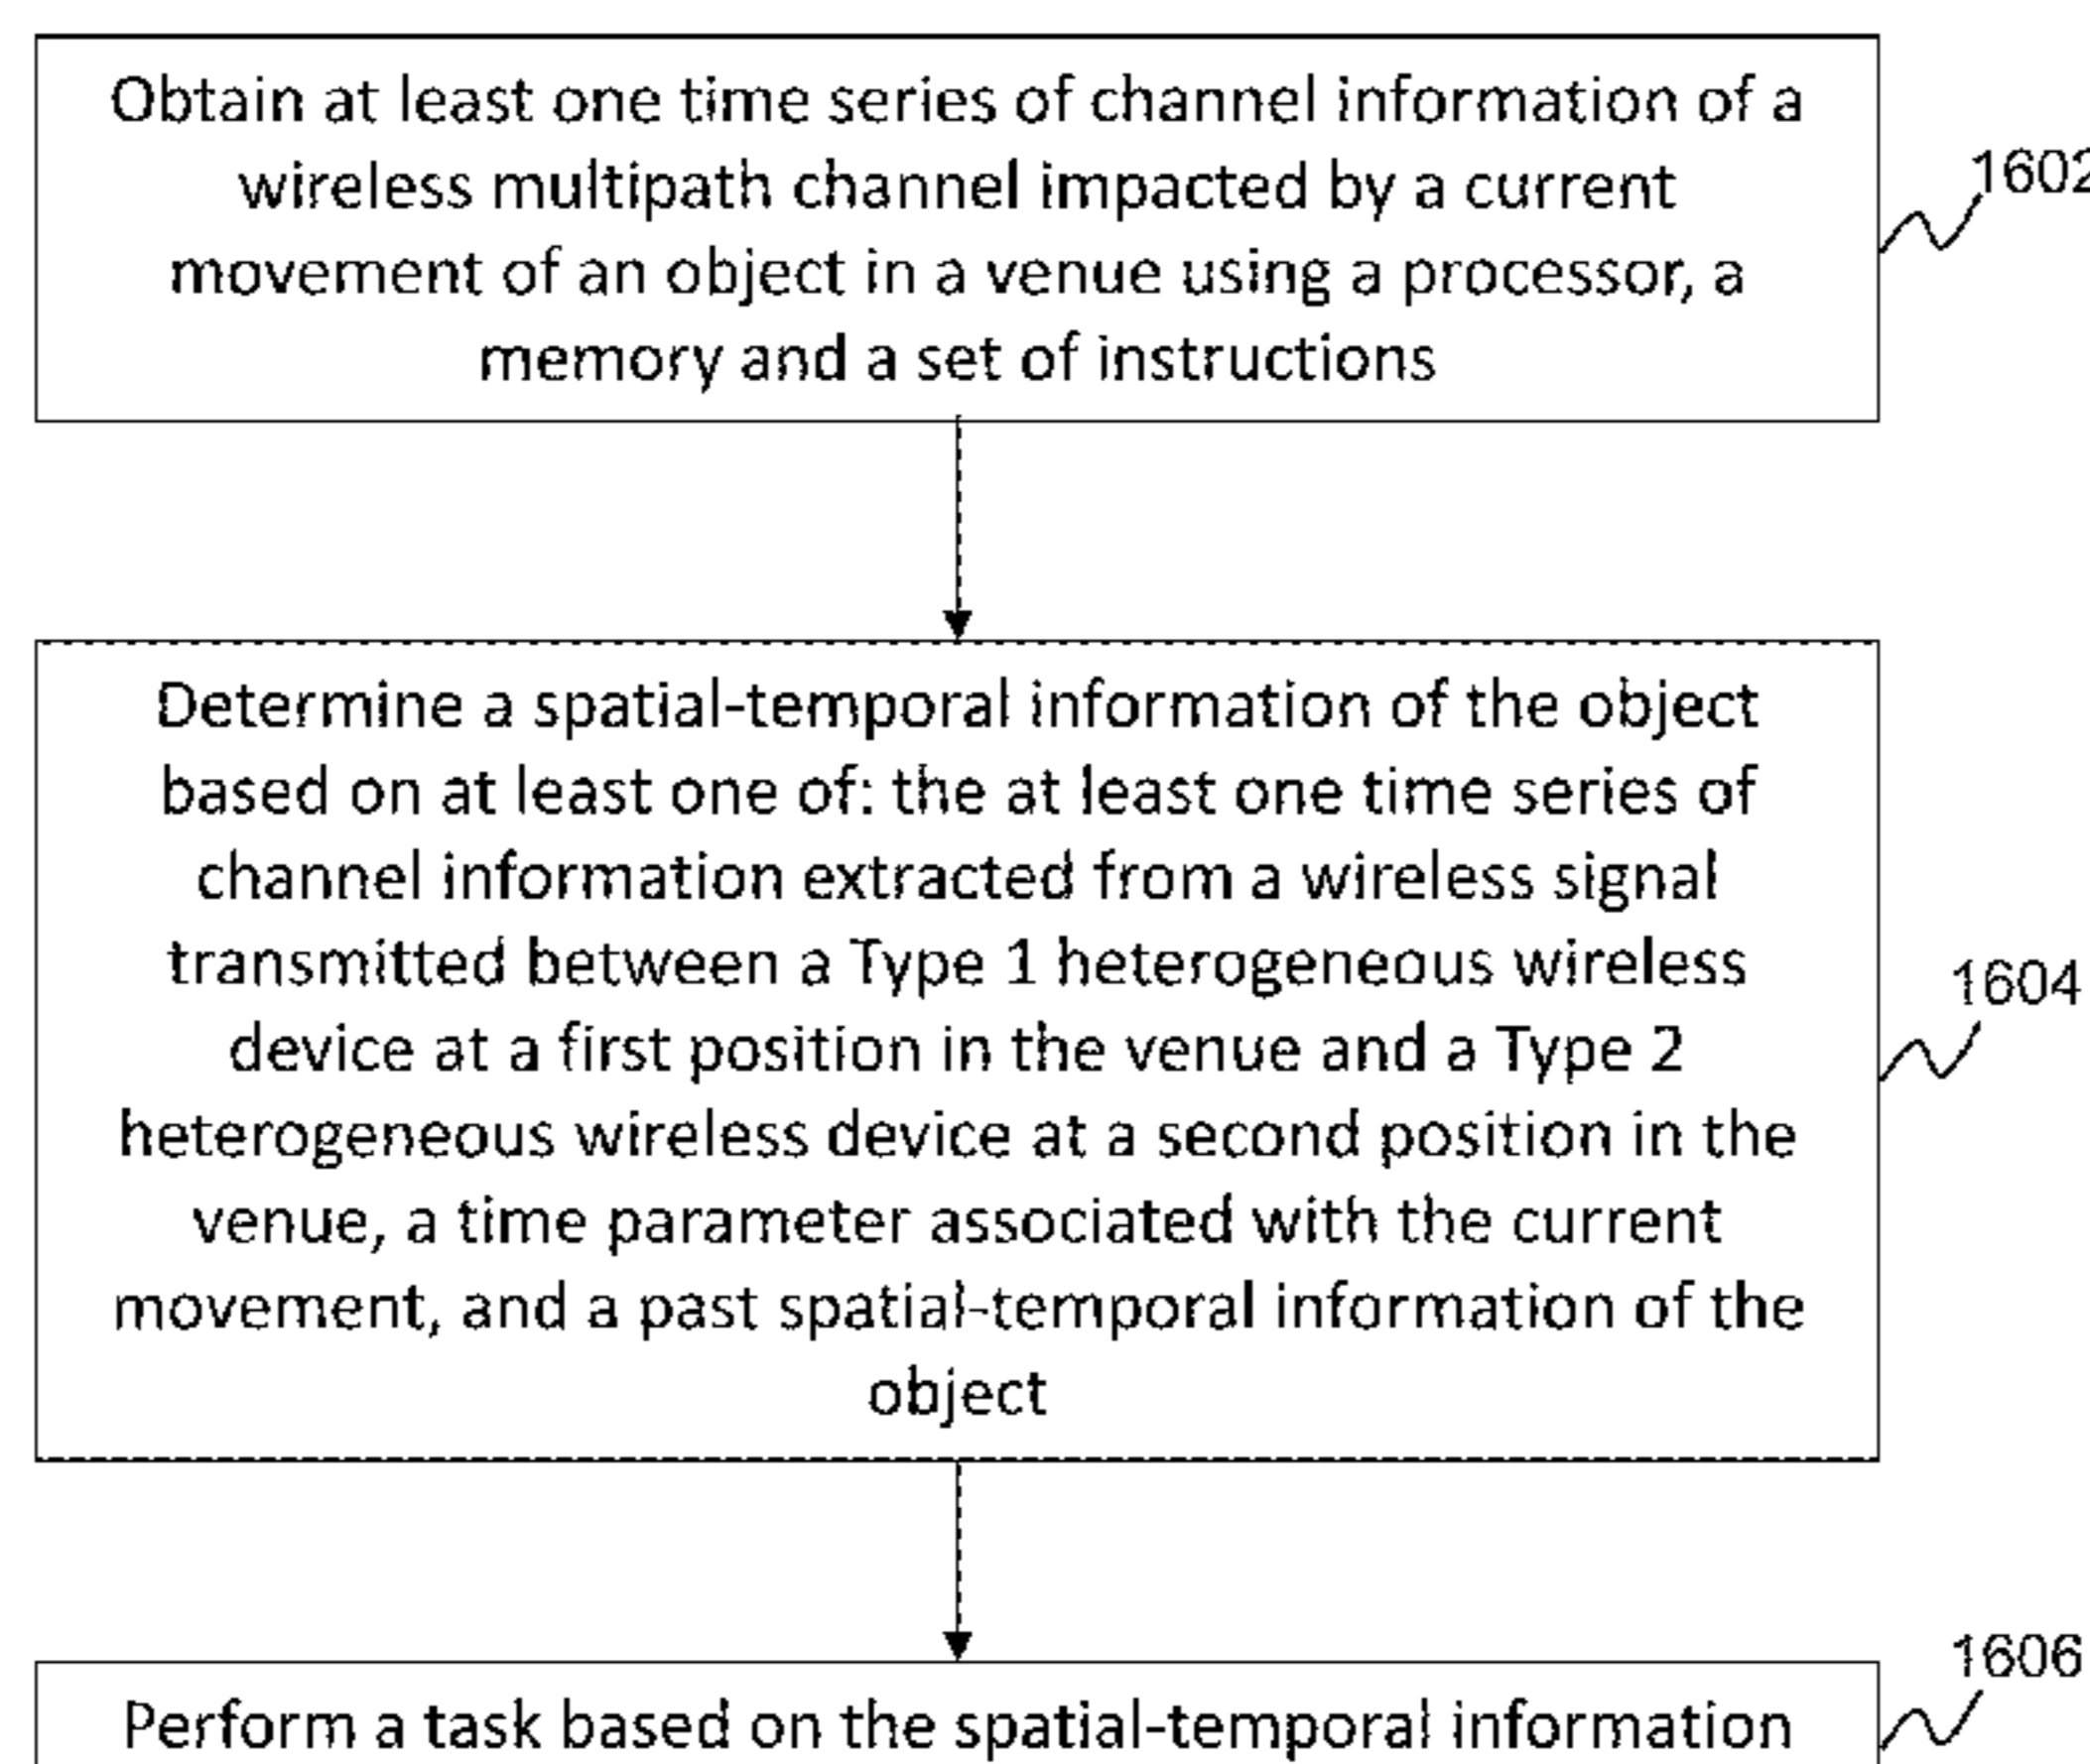 Obtain at least one time series of channel information of a
wireless multipath channel impacted by a current
movement of an object in a venue using a processor, a
memory and a set of instructions
1602
Determine a spatial-temporal information of the object
based on at least one of: the at least one time series of
channel information extracted from a wireless signal
transmitted between a Type 1 heterogeneous wireless
device at a first position in the venue and a Type 2
heterogeneous wireless device at a second position in the
venue, a time parameter associated with the current
movement, and a past spatial-temporal information of the
object
1604
Perform a task based on the spatial-temporal information
1606